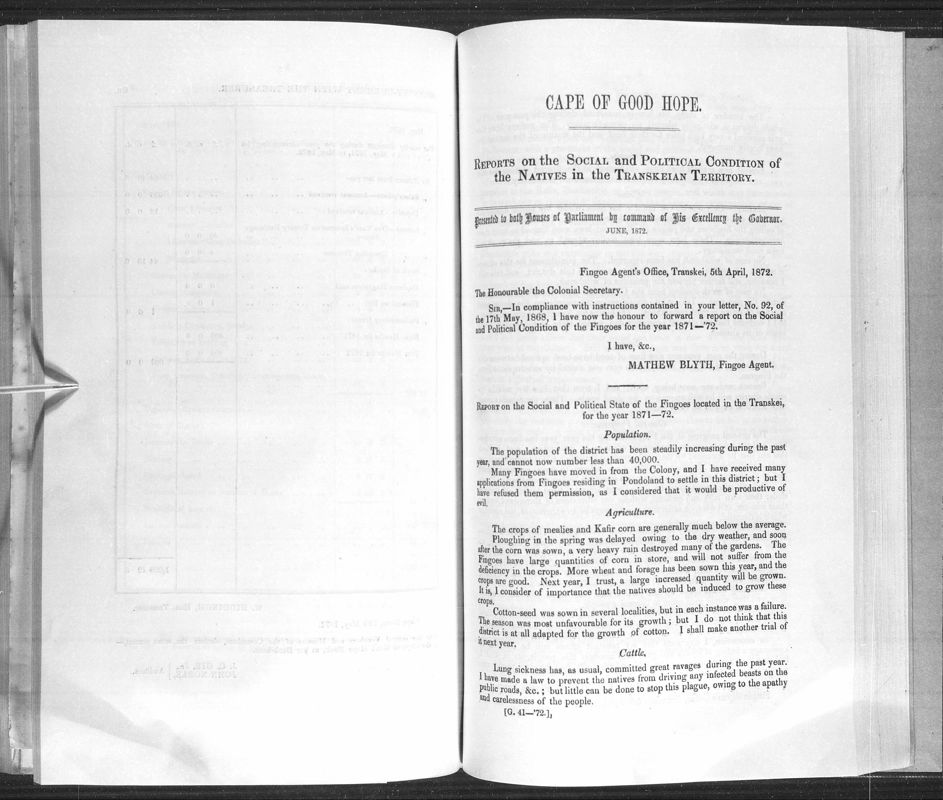 CAPE OF GOOD HOPE.
REPORTS on the SOCIAL and POLITICAL CONDITION of
the NATIVES in the TRANSKEIAN TERRITORY.
Presented to both Houses of Parliament by command of His Excellency the Governor.
JUNE, 1872.
Fingoe Agent's Office, Transkei, 5th April, 1872.
The Honourable the Colonial Secretary.
SIR,—In compliance with instructions contained in your letter, No. 92, of
the 17th May, 1868, I have now the honour to forward a report on the Social
and Political Condition of the Fingoes for the year 1871—'72.
I have, &c.,
MATHEW BLYTH, Fingoe Agent.
REPORT on the Social and Political State of the Fingoes located in the Transkei,
for the year 1871—72.
Population.
The population of the district has been steadily increasing during the past
year, and cannot now number less than 40,000.
Many Fingoes have moved in from the Colony, and I have received many
applications from Fingoes residing in Pondoland to settle in this district; but I
have refused them permission, as I considered that it would be productive of
evil.
Agriculture.
The crops of mealies and Kafir corn are generally much below the average.
Ploughing in the spring was delayed owing to the dry weather, and soon
after the corn was sown, a very heavy rain destroyed many of the gardens. The
Fingoes have large quantities of corn in store, and will not suffer from the
deficiency in the crops. More wheat and forage has been sown this year, and the
crops are good. Next year, I trust, a large increased quantity will be grown.
It is, I consider of importance that the natives should be induced to grow these
crops.
Cotton-seed was sown in several localities, but in each instance was a failure.
The season was most unfavourable for its growth; but I do not think that this
district is at all adapted for the growth of cotton. I shall make another trial of
it next year.
Cattle.
Lung sickness has, as usual, committed great ravages during the past year.
I have made a law to prevent the natives from driving any infected beasts on the
public roads, &c.; but little can be done to stop this plague, owing to the apathy
and carelessness of the people.
[G. 41—'72.]